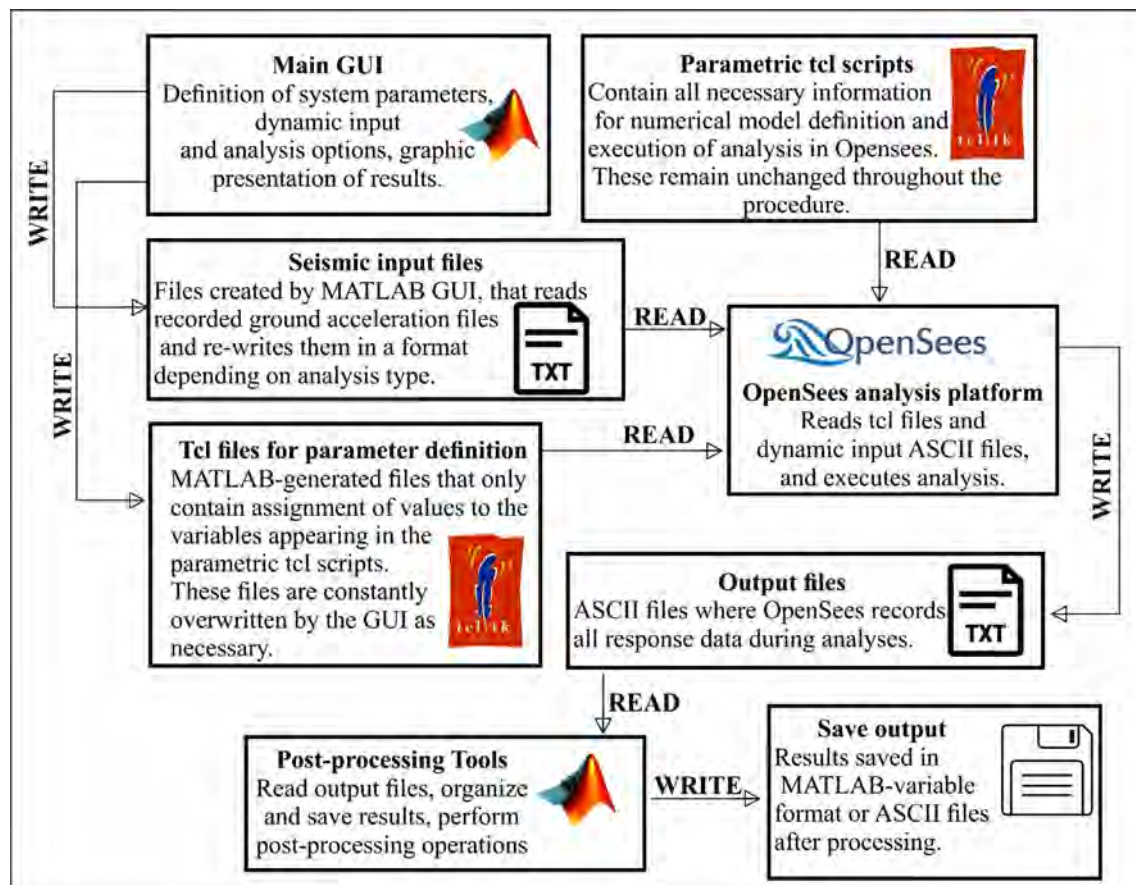 Main GUI
Definition of system parameters,
dynamic input
and analysis options, graphic
presentation of results.
Parametric tcl scripts
Contain all necessary information
for numerical model definition and
execution of analysis in Opensees.
These remain unchanged throughout the
procedure.
tcl tk
WRITE
WRITE
Seismic input files
Files created by MATLAB GUI, that reads
recorded ground acceleration files
and re-writes them in a format
depending on analysis type.
TXT
READ
READ
OpenSees
OpenSees analysis platform
Reads tcl files and
dynamic input ASCII files,
and executes analysis.
Tcl files for parameter definition
MATLAB-generated files that only
contain assignment of values to the
variables appearing in the
parametric tcl scripts.
These files are constantly
overwritten by the GUI as
necessary.
tcl tk
READ
WRITE
Output files
ASCII files where OpenSees records
all response data during analyses.
TXT
READ
Post-processing Tools
Read output files, organize
and save results, perform
post-processing operations
WRITE
Save output
Results saved in
MATLAB-variable
format or ASCII files
after processing.